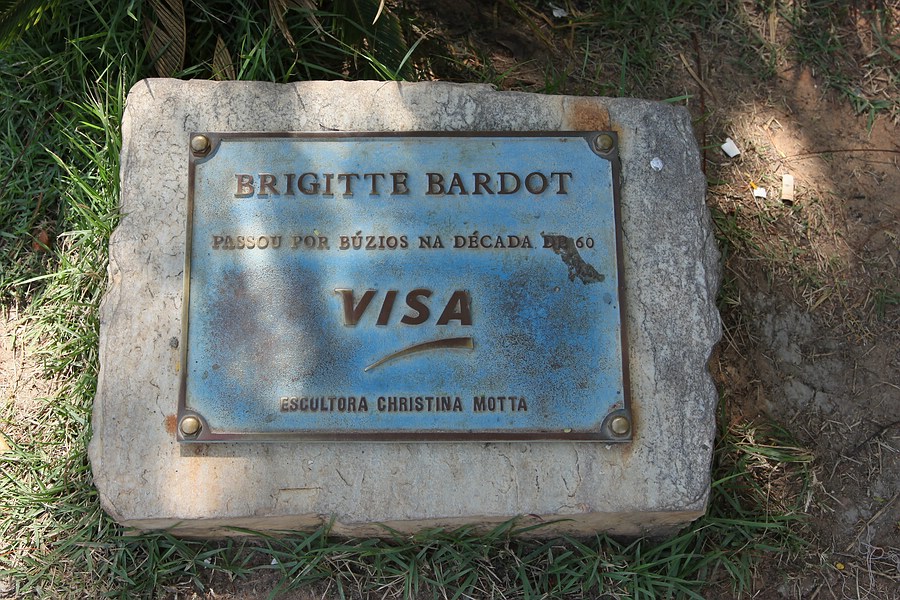 BRIGITTE BARDOT
PASSOU POR BÚZIOS NA DÉCADA DE 60
VISA
ESCULTORA CHRISTINA MOTTA